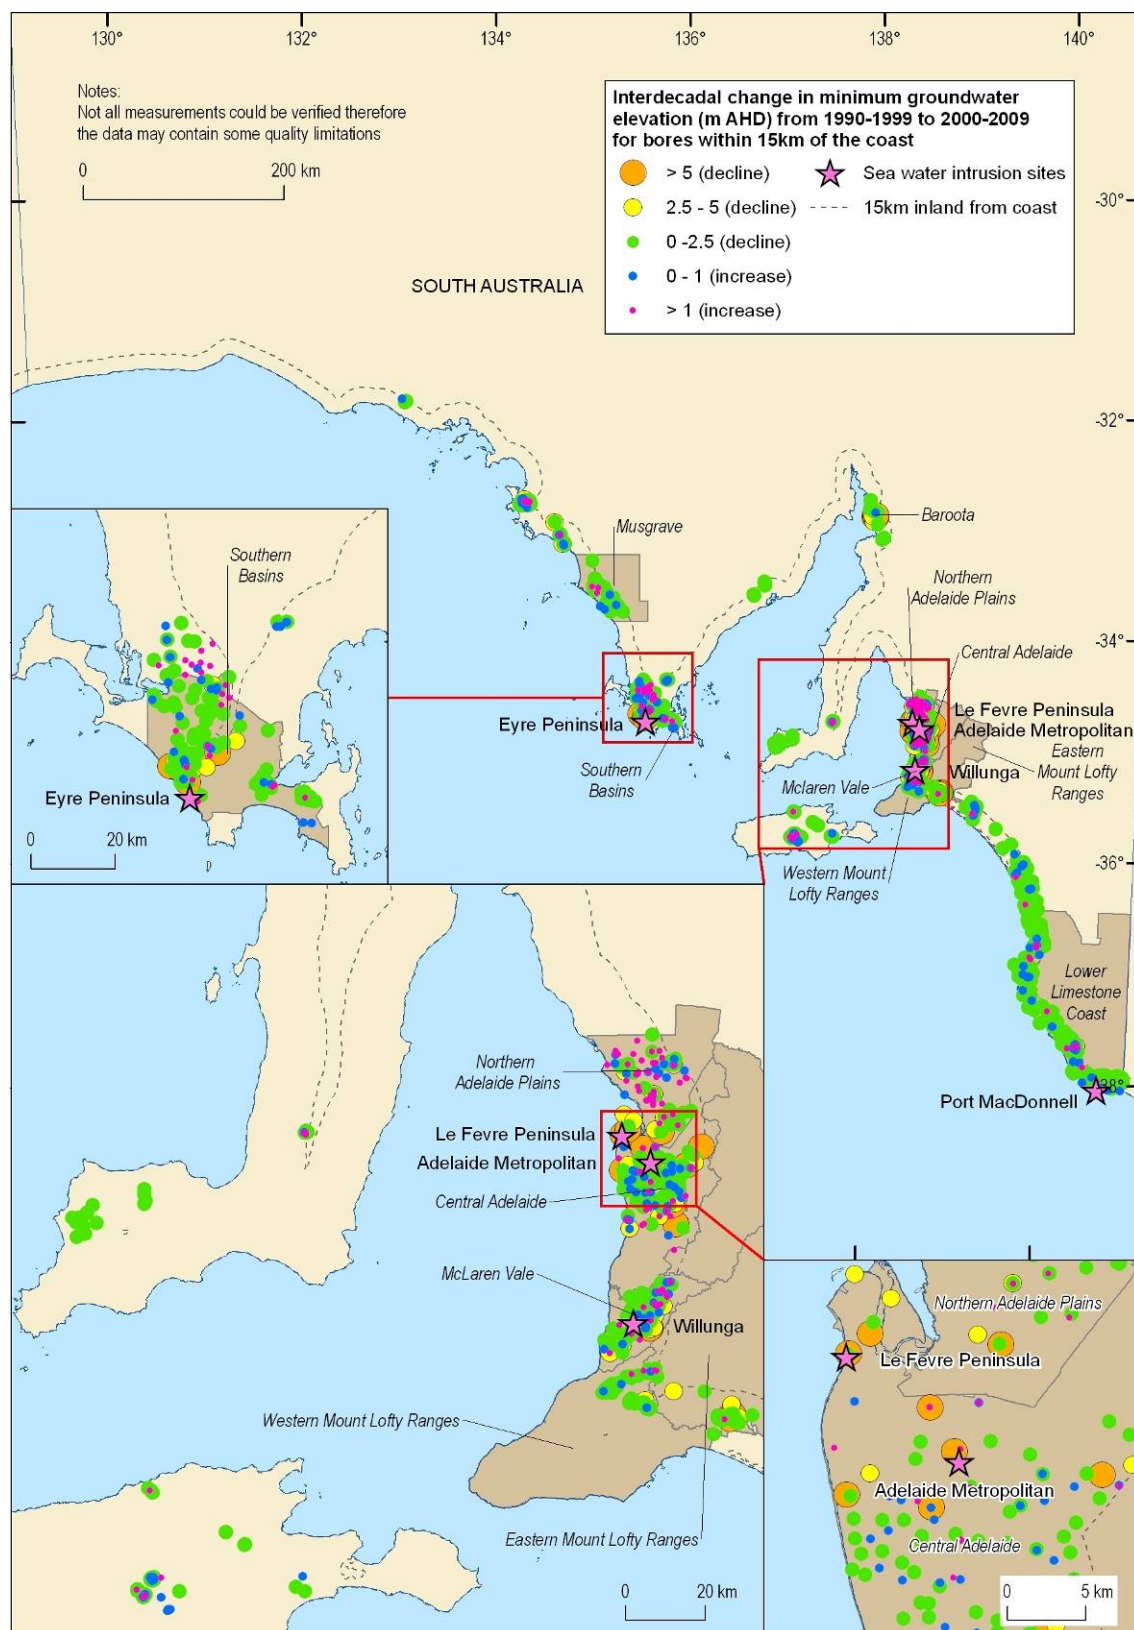 130°
132°
134°
136°
138°
140°
Notes:
Not all measurements could be verified therefore
the data may contain some quality limitations
0
200 km
Interdecadal change in minimum groundwater
elevation (m AHD) from 1990-1999 to 2000-2009
for bores within 15km of the coast
> 5 (decline)
Sea water intrusion sites
2.5 - 5 (decline)
15km inland from coast
0 -2.5 (decline)
0 - 1 (increase)
> 1 (increase)
-30°
SOUTH AUSTRALIA
-32°
Baroota
Musgrave
Northern
Adelaide Plains
-34°
Central Adelaide
Le Fevre Peninsula
Adelaide Metropolitan
Eyre Peninsula
Eastern
Mount Lofty
Ranges
Willunga
Mclaren Vale
Southern
Basins
-36°
Western Mount
Lofty Ranges
Lower
Limestone
Coast
-38°
Port MacDonnell
Southern
Basins
Eyre Peninsula
0
20 km
Northern
Adelaide Plains
Le Fevre Peninsula
Adelaide Metropolitan
Central Adelaide
McLaren Vale
Willunga
Western Mount Lofty Ranges
Eastern Mount Lofty Ranges
0
20 km
Northern Adelaide Plains
Le Fevre Peninsula
Adelaide Metropolitan
Central Adelaide
0
5 km